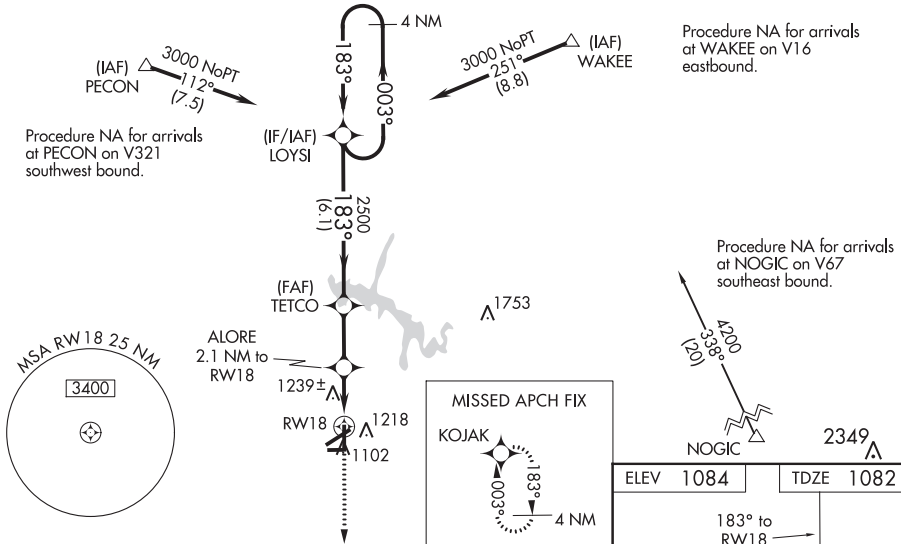 4 NM
183°
003°
3000 NoPT
112°
(7.5)
(IAF)
PECON
3000 NoPT
251°
(8.8)
(IAF)
WAKEE
Procedure NA for arrivals
at WAKEE on V16
eastbound.
Procedure NA for arrivals
at PECON on V321
southwest bound.
(IF/IAF)
LOYSI
2500
183°
(6.1)
(FAF)
TETCO
1753
Procedure NA for arrivals
at NOGIC on V67
southeast bound.
4200
338°
(20)
NOGIC
2349
ALORE
2.1 NM to
RW18
1239±
RW18
1218
1102
MSA RW18 25 NM
3400
MISSED APCH FIX
KOJAK
183°
003°
4 NM
ELEV 1084
TDZE 1082
183° to
RW18